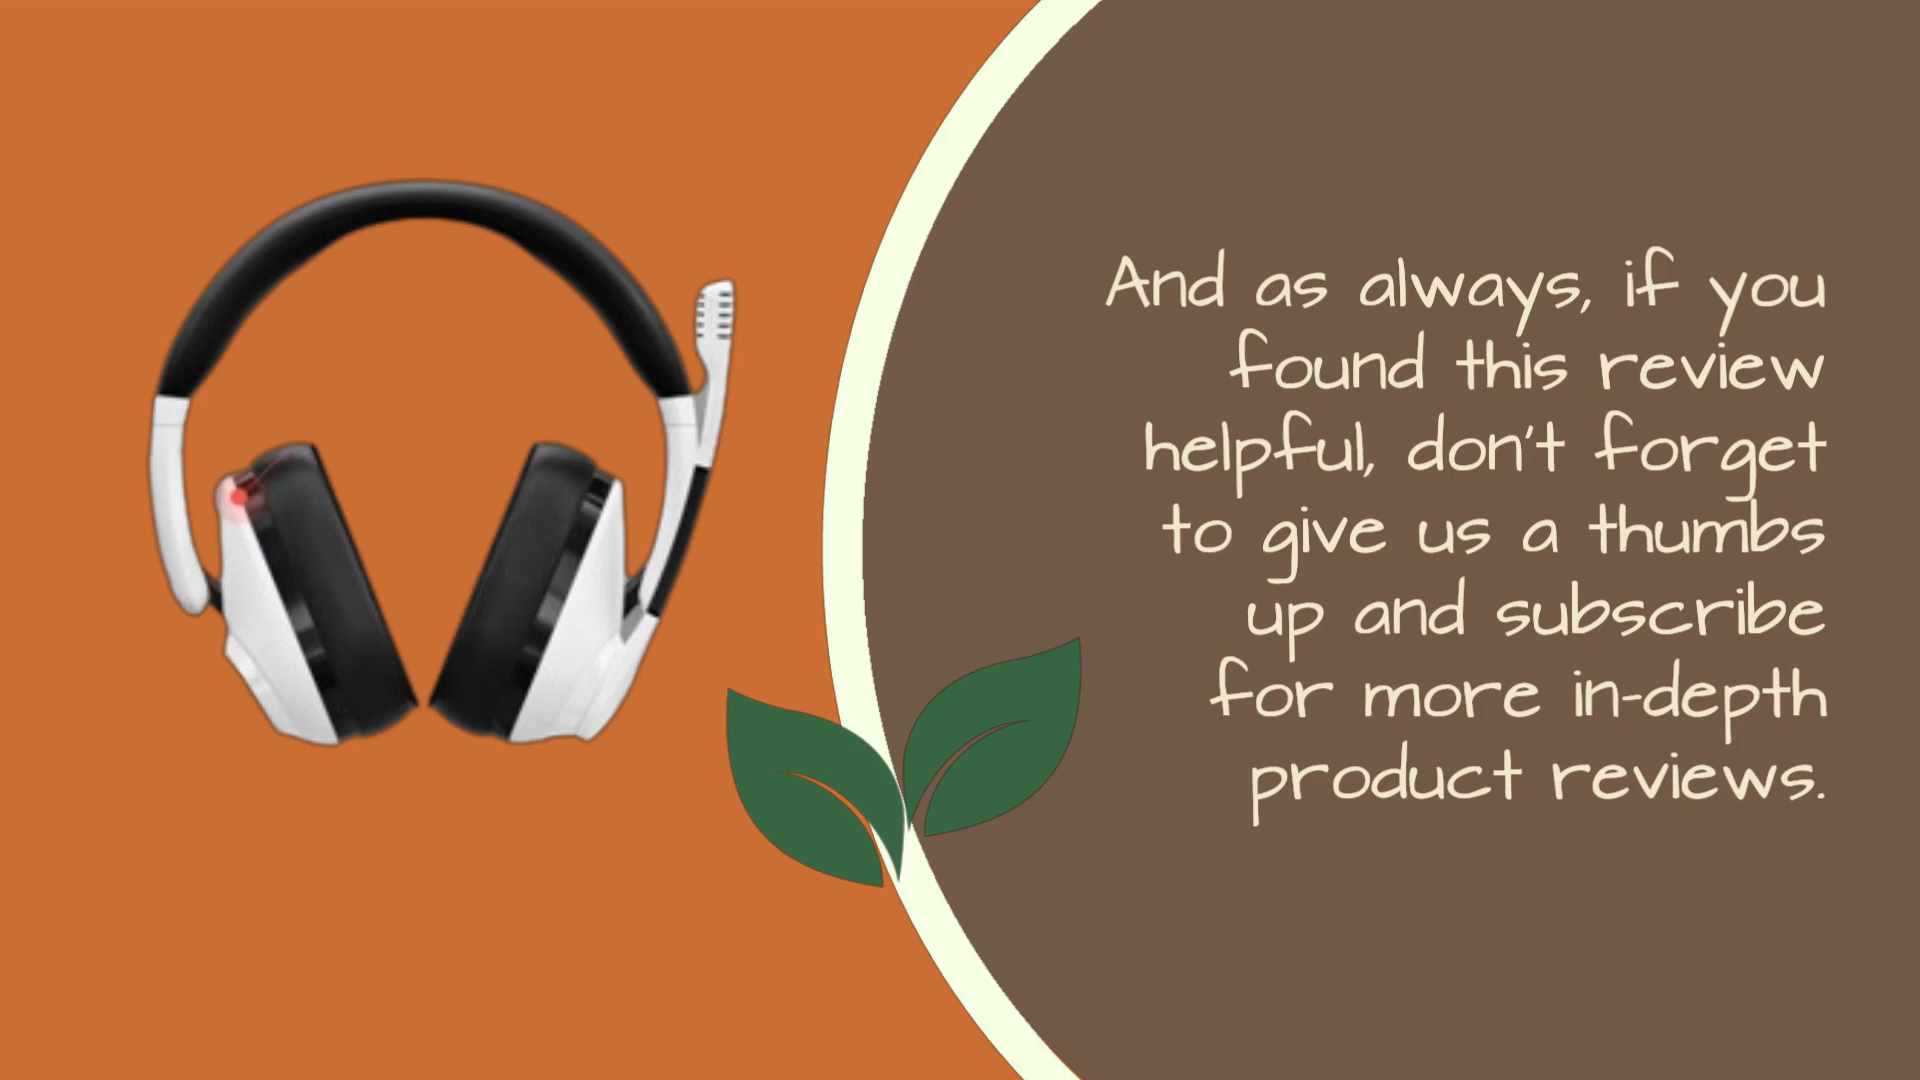 And as always, if you
found this review
helpful, don't forget
to give us a thumbs
up and subscribe
for more in-depth
product reviews.